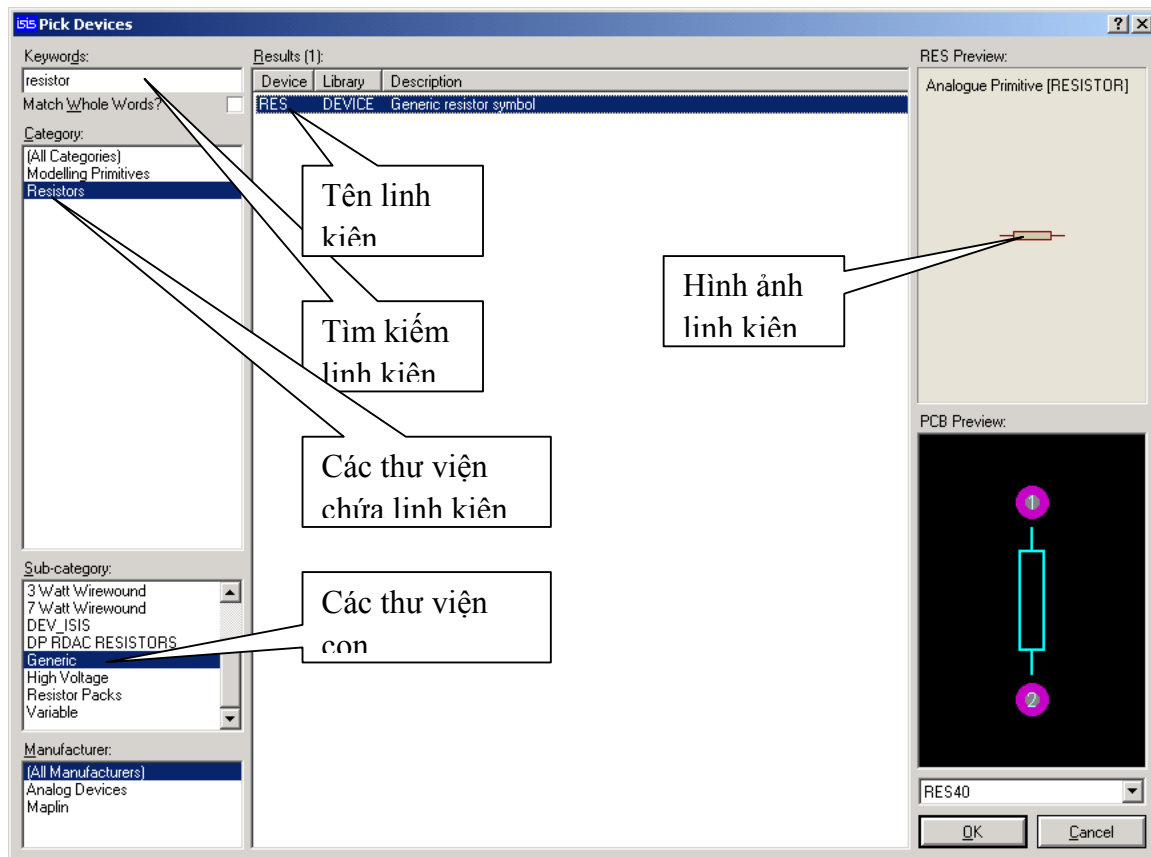 isis Pick Devices
Keywords:
resistor
Match Whole Words?
Category:
(All Categories)
Modelling Primitives
Resistors
Sub-category:
3 Watt Wirewound
7 Watt Wirewound
DEV_ISIS
DP RDAC RESISTORS
Generic
High Voltage
Resistor Packs
Variable
Manufacturer:
(All Manufacturers)
Analog Devices
Maplin
Results (1):
Device Library Description
RES DEVICE Generic resistor symbol
Tên linh
kiện
Tìm kiếm
linh kiện
Các thư viện
chứa linh kiện
Các thư viện
con
Hình ảnh
linh kiện
RES Preview:
Analogue Primitive [RESISTOR]
PCB Preview:
1
2
RES40
OK Cancel